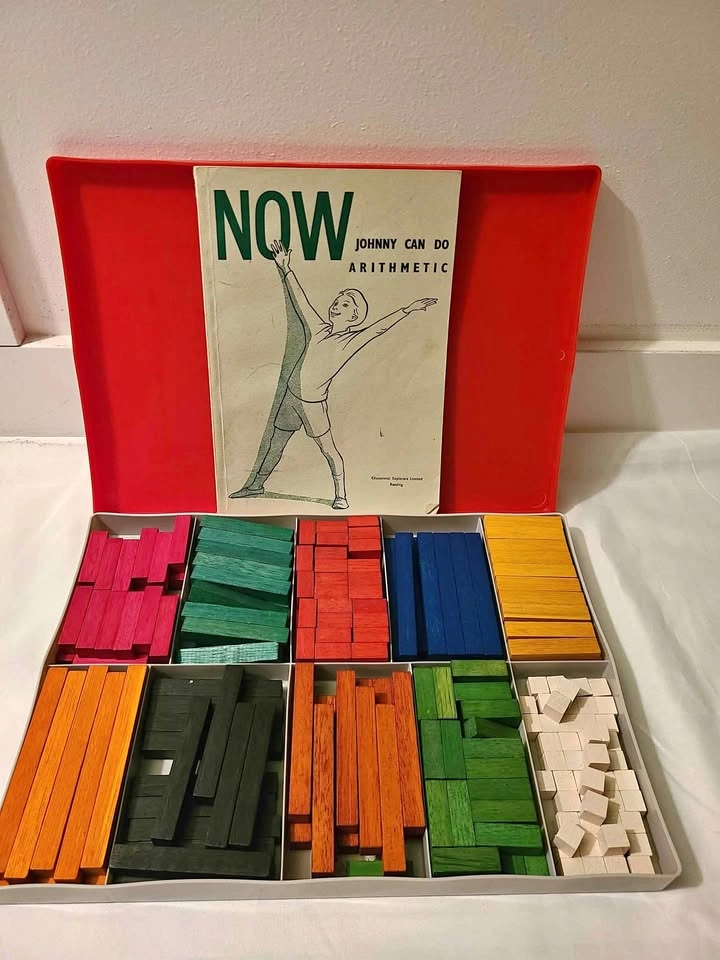 NOW
JOHNNY CAN DO
ARITHMETIC
Educational Explorers Limited
Reading